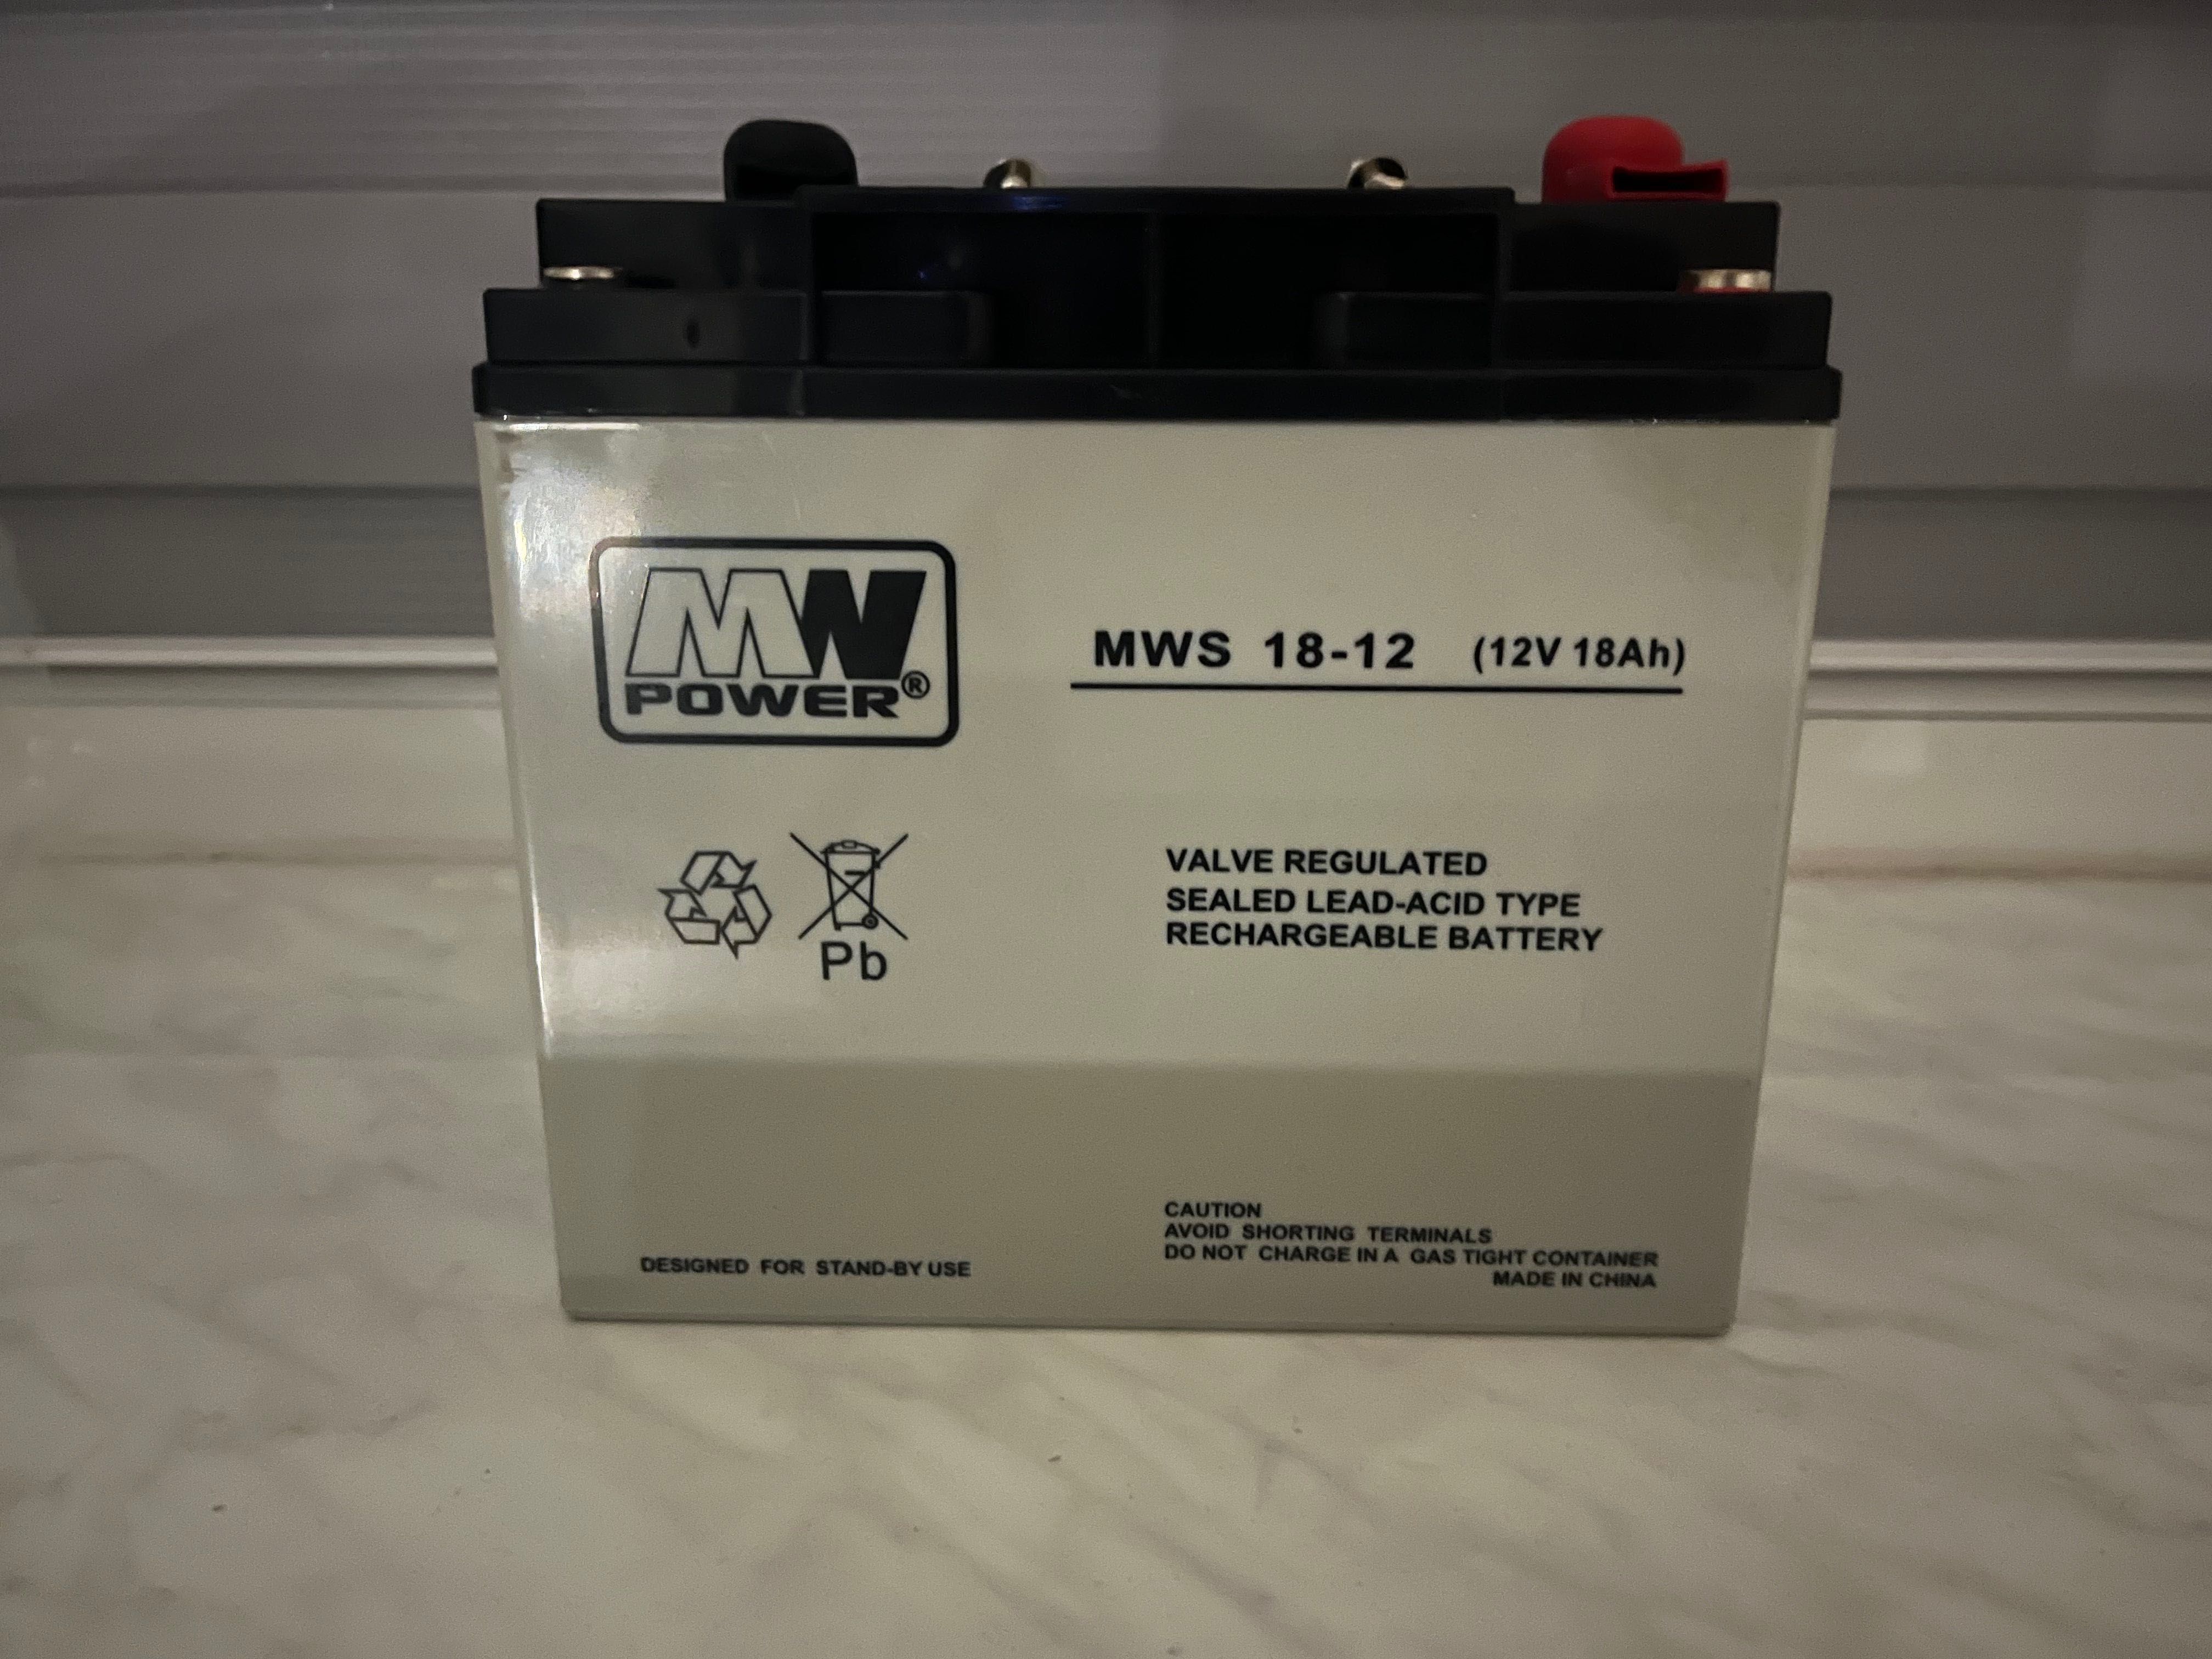 MW
POWER®
MWS 18-12 (12V 18Ah)
Pb
VALVE REGULATED
SEALED LEAD-ACID TYPE
RECHARGEABLE BATTERY
DESIGNED FOR STAND-BY USE
CAUTION
AVOID SHORTING TERMINALS
DO NOT CHARGE IN A GAS TIGHT CONTAINER
MADE IN CHINA